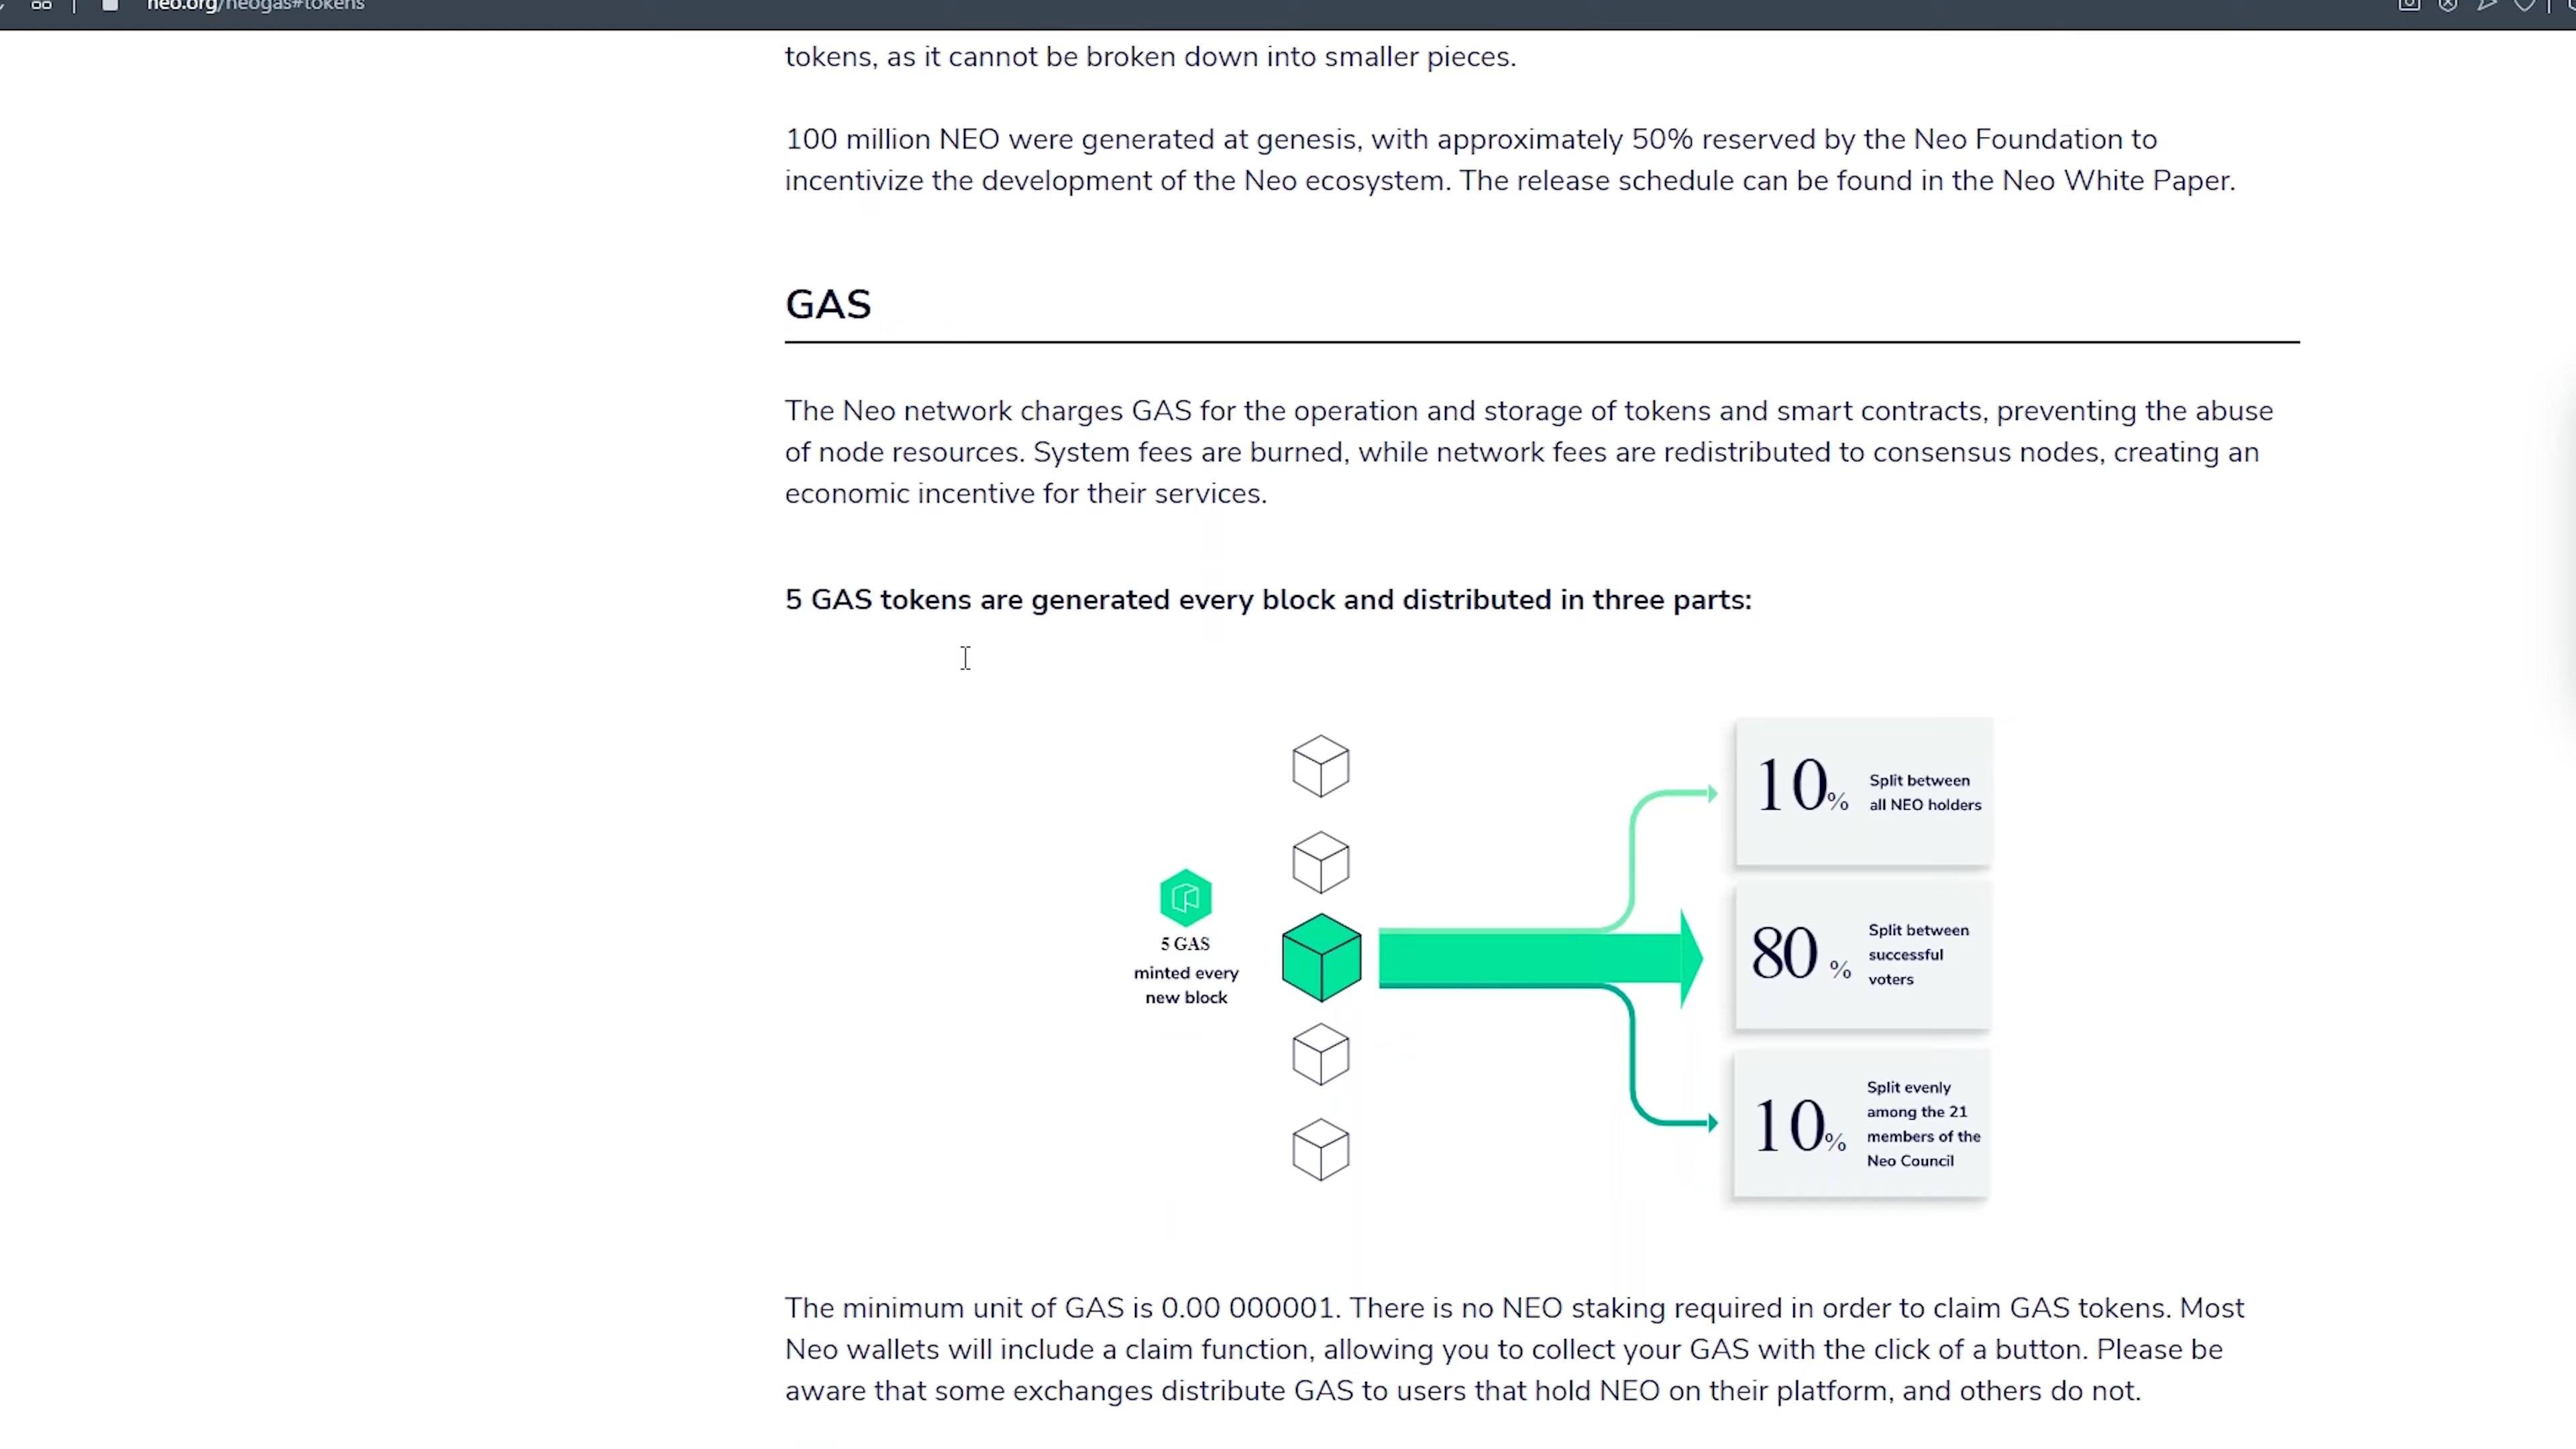 neo.org/neogas#tokens
tokens, as it cannot be broken down into smaller pieces.
100 million NEO were generated at genesis, with approximately 50% reserved by the Neo Foundation to
incentivize the development of the Neo ecosystem. The release schedule can be found in the Neo White Paper.
GAS
The Neo network charges GAS for the operation and storage of tokens and smart contracts, preventing the abuse
of node resources. System fees are burned, while network fees are redistributed to consensus nodes, creating an
economic incentive for their services.
5 GAS tokens are generated every block and distributed in three parts:
5 GAS
minted every
new block
10%
Split between
all NEO holders
80 %
Split between
successful
voters
10%
Split evenly
among the 21
members of the
Neo Council
The minimum unit of GAS is 0.00 000001. There is no NEO staking required in order to claim GAS tokens. Most
Neo wallets will include a claim function, allowing you to collect your GAS with the click of a button. Please be
aware that some exchanges distribute GAS to users that hold NEO on their platform, and others do not.